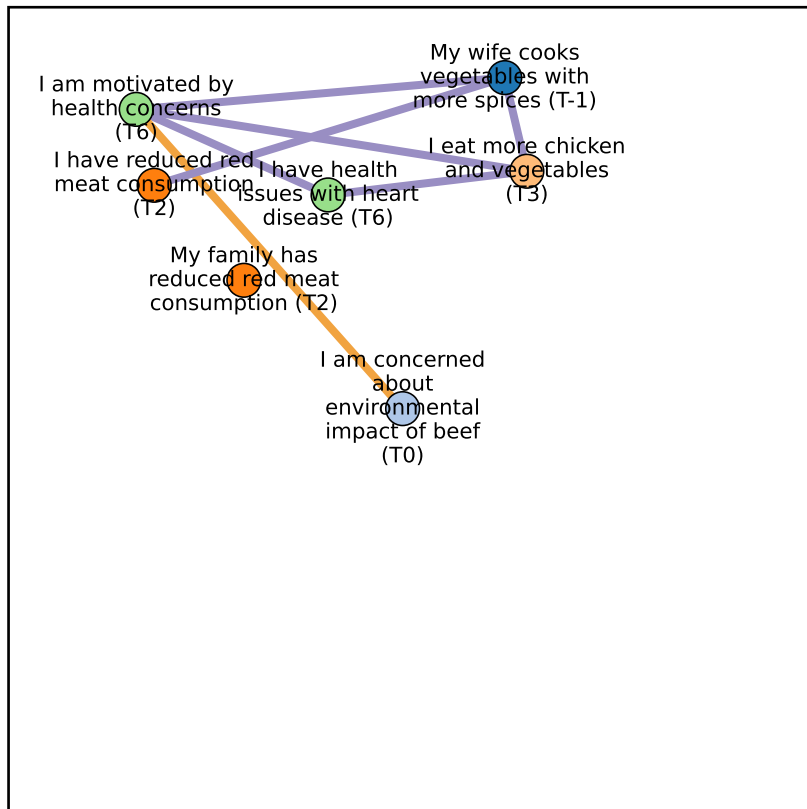 My wife cooks
vegetables with
more spices (T-1)
I am motivated by
health concerns
(T6)
I eat more chicken
and vegetables
(T3)
I have reduced red
meat consumption
(T2)
I have health
issues with heart
disease (T6)
My family has
reduced red meat
consumption (T2)
I am concerned
about
environmental
impact of beef
(T0)